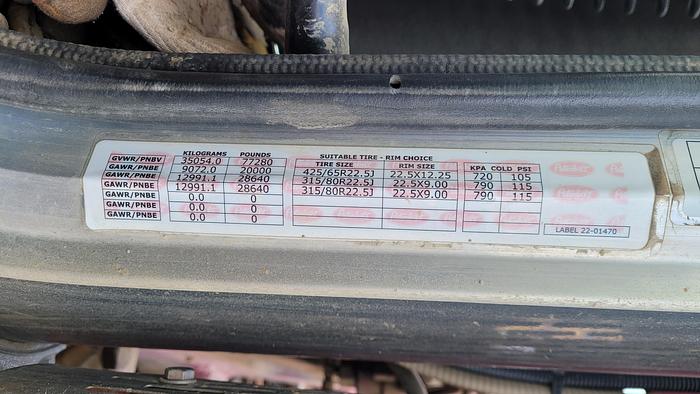 KILOGRAMS POUNDS SUITABLE TIRE - RIM CHOICE
GVWR/PNBV 35054.0 77280 TIRE SIZE RIM SIZE KPA COLD PSI
GAWR/PNBE 9072.0 20000 425/65R22.5J 22.5X12.25 720 105
GAWR/PNBE 12991.1 28640 315/80R22.5J 22.5X9.00 790 115
GAWR/PNBE 12991.1 28640 315/80R22.5J 22.5X9.00 790 115
GAWR/PNBE 0.0 0
GAWR/PNBE 0.0 0
GAWR/PNBE 0.0 0
LABEL 22-01470